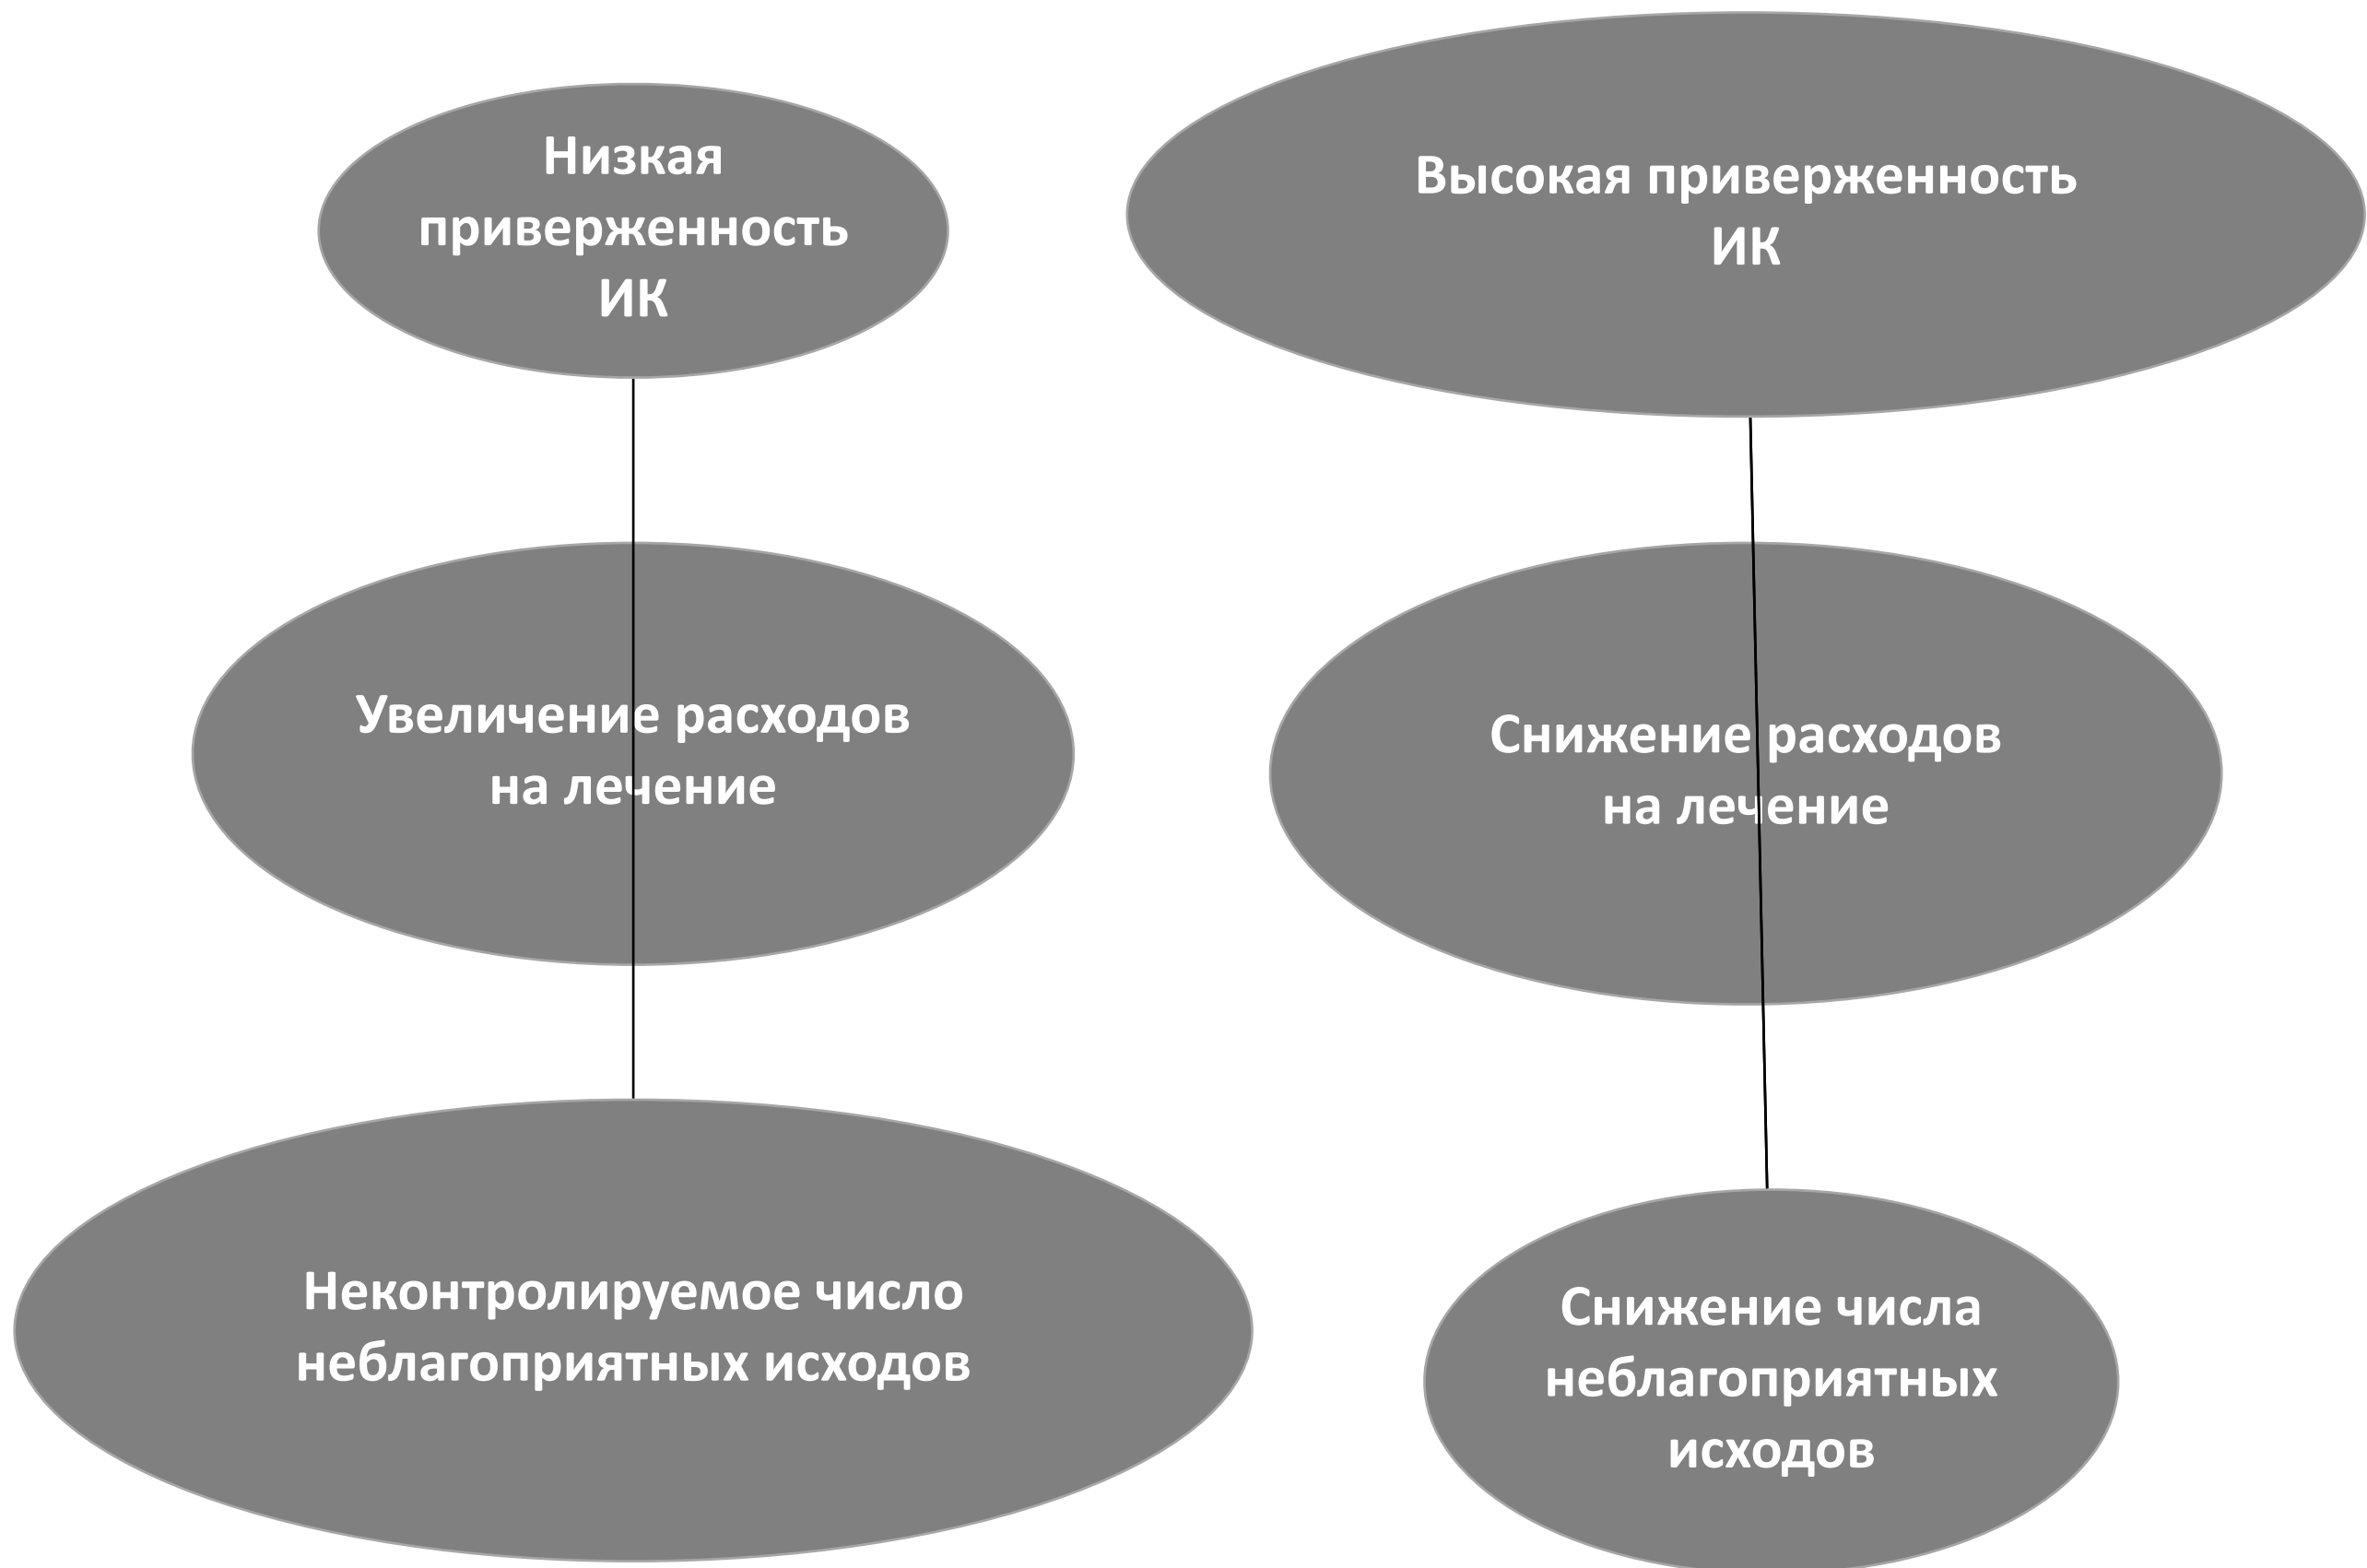 Низкая
приверженность
ИК
Увеличение расходов
на лечение
Неконтролируемое число
неблагоприятных исходов
Высокая приверженность
ИК
Снижение расходов
на лечение
Снижение числа
неблагоприятных
исходов